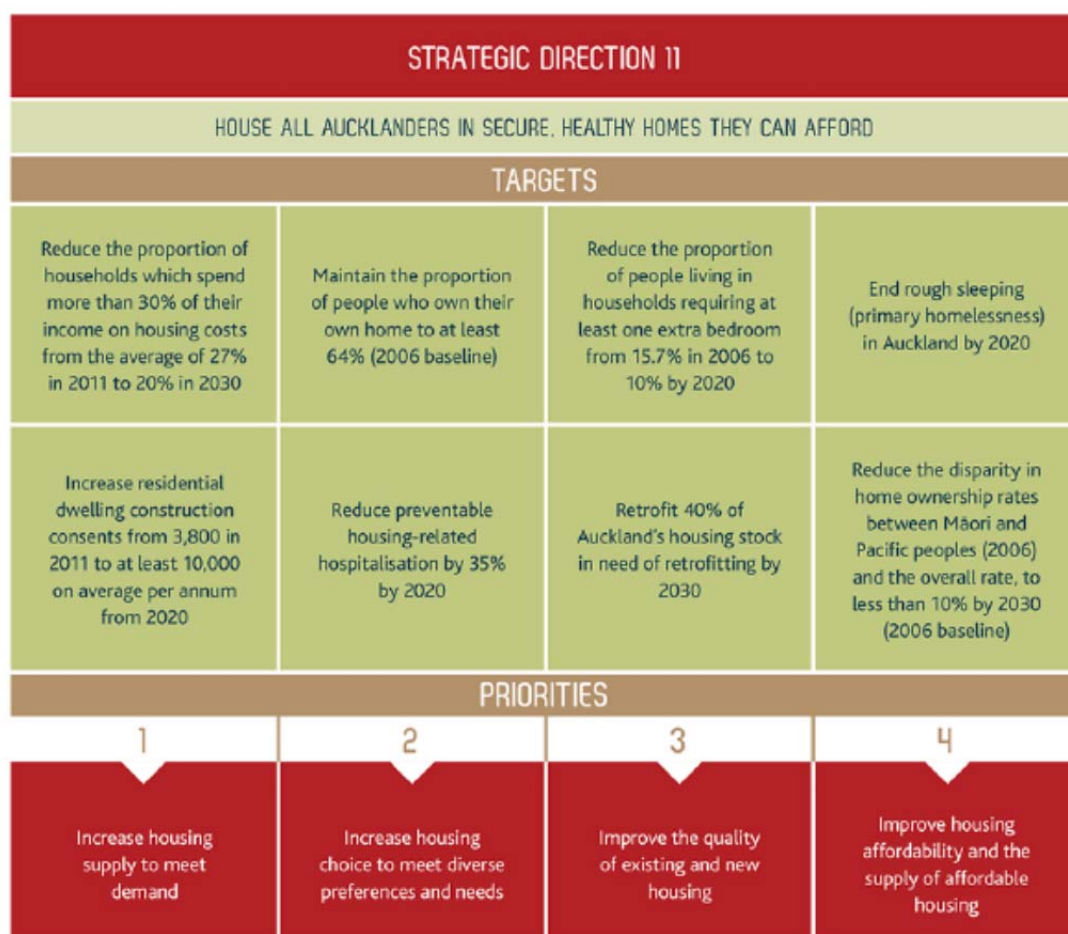 STRATEGIC DIRECTION 11
HOUSE ALL AUCKLANDERS IN SECURE, HEALTHY HOMES THEY CAN AFFORD
TARGETS
Reduce the proportion of
households which spend
more than 30% of their
income on housing costs
from the average of 27%
in 2011 to 20% in 2030
Maintain the proportion
of people who own their
own home to at least
64% (2006 baseline)
Reduce the proportion
of people living in
households requiring at
least one extra bedroom
from 15.7% in 2006 to
10% by 2020
End rough sleeping
(primary homelessness)
in Auckland by 2020
Increase residential
dwelling construction
consents from 3,800 in
2011 to at least 10,000
on average per annum
from 2020
Reduce preventable
housing-related
hospitalisation by 35%
by 2020
Retrofit 40% of
Auckland's housing stock
in need of retrofitting by
2030
Reduce the disparity in
home ownership rates
between Māori and
Pacific peoples (2006)
and the overall rate, to
less than 10% by 2030
(2006 baseline)
PRIORITIES
1
Increase housing
supply to meet
demand
2
Increase housing
choice to meet diverse
preferences and needs
3
Improve the quality
of existing and new
housing
4
Improve housing
affordability and the
supply of affordable
housing